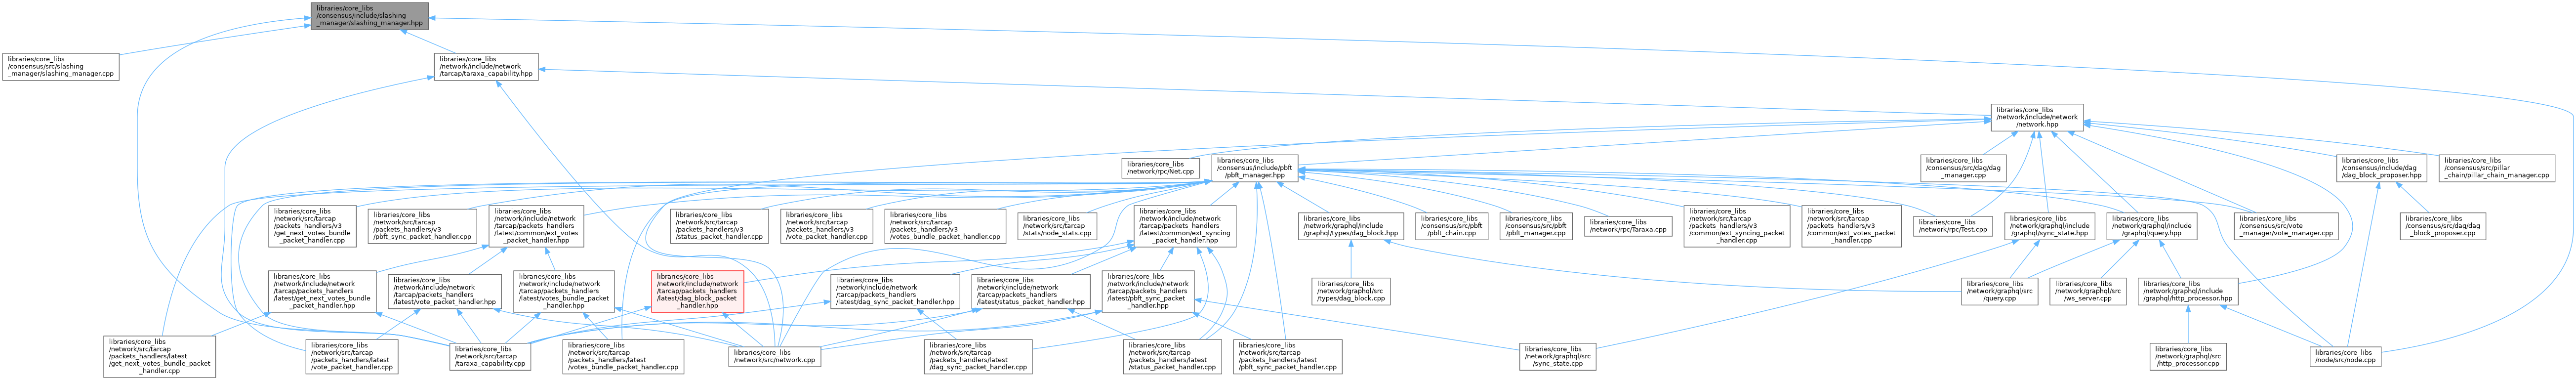 libraries/core_libs
/consensus/include/slashing
_manager/slashing_manager.hpp
libraries/core_libs
/consensus/src/slashing
_manager/slashing_manager.cpp
libraries/core_libs
/network/include/network
/tarcap/taraxa_capability.hpp
libraries/core_libs
/network/include/network
/network.hpp
libraries/core_libs
/network/rpc/Net.cpp
libraries/core_libs
/consensus/include/pbft
/pbft_manager.hpp
libraries/core_libs
/consensus/src/dag/dag
_manager.cpp
libraries/core_libs
/consensus/include/dag
/dag_block_proposer.hpp
libraries/core_libs
/consensus/src/pillar
_chain/pillar_chain_manager.cpp
libraries/core_libs
/network/src/tarcap
/packets_handlers/v3
/get_next_votes_bundle
_packet_handler.cpp
libraries/core_libs
/network/src/tarcap
/packets_handlers/v3
/pbft_sync_packet_handler.cpp
libraries/core_libs
/network/include/network
/tarcap/packets_handlers
/latest/common/ext_votes
_packet_handler.hpp
libraries/core_libs
/network/src/tarcap
/packets_handlers/v3
/status_packet_handler.cpp
libraries/core_libs
/network/src/tarcap
/packets_handlers/v3
/vote_packet_handler.cpp
libraries/core_libs
/network/src/tarcap
/packets_handlers/v3
/votes_bundle_packet_handler.cpp
libraries/core_libs
/network/src/tarcap
/stats/node_stats.cpp
libraries/core_libs
/network/include/network
/tarcap/packets_handlers
/latest/common/ext_syncing
_packet_handler.hpp
libraries/core_libs
/network/graphql/include
/graphql/types/dag_block.hpp
libraries/core_libs
/consensus/src/pbft
/pbft_chain.cpp
libraries/core_libs
/consensus/src/pbft
/pbft_manager.cpp
libraries/core_libs
/network/rpc/Taraxa.cpp
libraries/core_libs
/network/src/tarcap
/packets_handlers/v3
/common/ext_syncing_packet
_handler.cpp
libraries/core_libs
/network/src/tarcap
/packets_handlers/v3
/common/ext_votes_packet
_handler.cpp
libraries/core_libs
/network/rpc/Test.cpp
libraries/core_libs
/network/graphql/include
/graphql/sync_state.hpp
libraries/core_libs
/network/graphql/include
/graphql/query.hpp
libraries/core_libs
/consensus/src/vote
_manager/vote_manager.cpp
libraries/core_libs
/consensus/src/dag/dag
_block_proposer.cpp
libraries/core_libs
/network/include/network
/tarcap/packets_handlers
/latest/get_next_votes_bundle
_packet_handler.hpp
libraries/core_libs
/network/include/network
/tarcap/packets_handlers
/latest/vote_packet_handler.hpp
libraries/core_libs
/network/include/network
/tarcap/packets_handlers
/latest/votes_bundle_packet
_handler.hpp
libraries/core_libs
/network/include/network
/tarcap/packets_handlers
/latest/dag_block_packet
_handler.hpp
libraries/core_libs
/network/include/network
/tarcap/packets_handlers
/latest/dag_sync_packet_handler.hpp
libraries/core_libs
/network/include/network
/tarcap/packets_handlers
/latest/status_packet_handler.hpp
libraries/core_libs
/network/include/network
/tarcap/packets_handlers
/latest/pbft_sync_packet
_handler.hpp
libraries/core_libs
/network/graphql/src
/types/dag_block.cpp
libraries/core_libs
/network/graphql/src
/query.cpp
libraries/core_libs
/network/graphql/src
/ws_server.cpp
libraries/core_libs
/network/graphql/include
/graphql/http_processor.hpp
libraries/core_libs
/network/src/tarcap
/packets_handlers/latest
/get_next_votes_bundle_packet
_handler.cpp
libraries/core_libs
/network/src/tarcap
/packets_handlers/latest
/vote_packet_handler.cpp
libraries/core_libs
/network/src/tarcap
/taraxa_capability.cpp
libraries/core_libs
/network/src/tarcap
/packets_handlers/latest
/votes_bundle_packet_handler.cpp
libraries/core_libs
/network/src/network.cpp
libraries/core_libs
/network/src/tarcap
/packets_handlers/latest
/dag_sync_packet_handler.cpp
libraries/core_libs
/network/src/tarcap
/packets_handlers/latest
/status_packet_handler.cpp
libraries/core_libs
/network/src/tarcap
/packets_handlers/latest
/pbft_sync_packet_handler.cpp
libraries/core_libs
/network/graphql/src
/sync_state.cpp
libraries/core_libs
/network/graphql/src
/http_processor.cpp
libraries/core_libs
/node/src/node.cpp